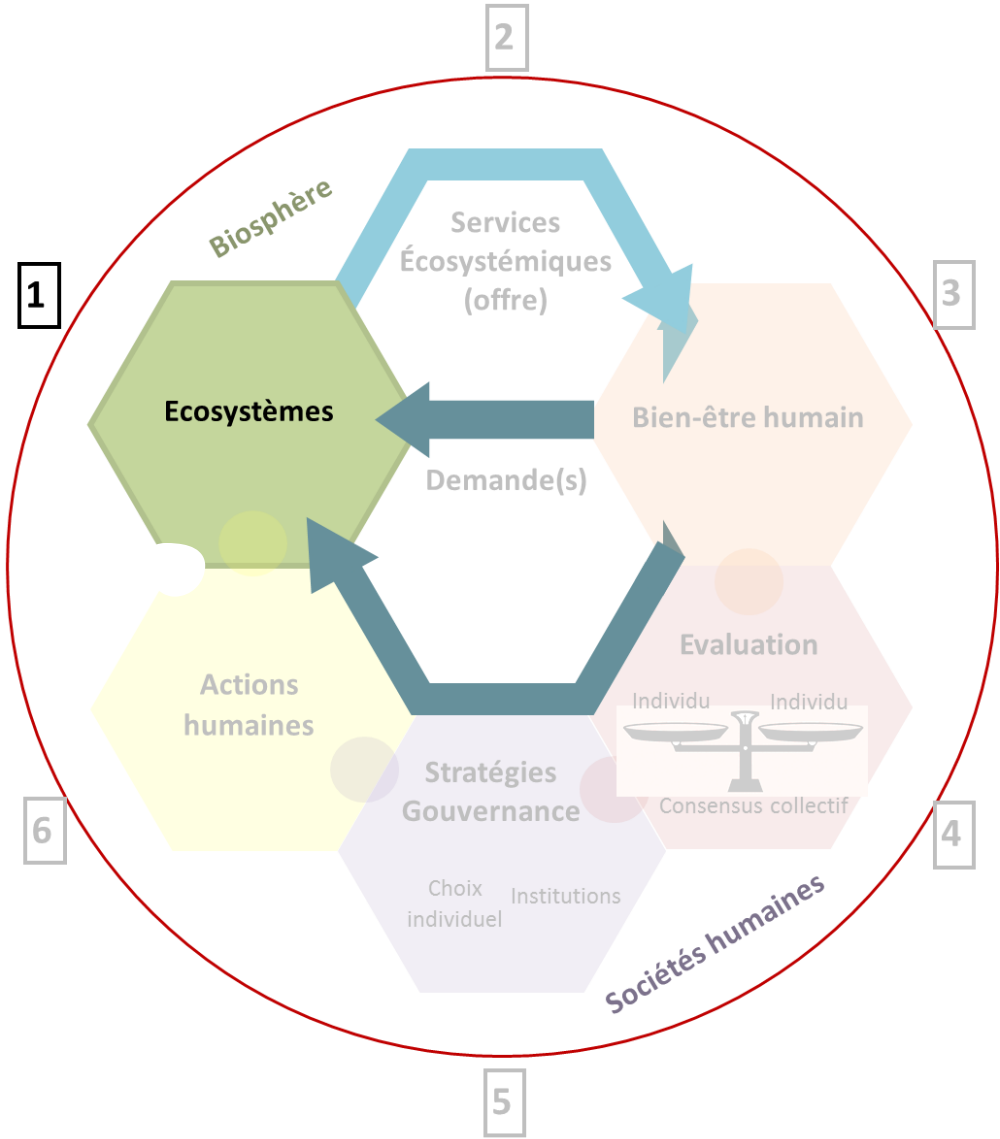 2
Biosphère
Services
Écosystémiques
(offre)
1
3
Ecosystèmes
Bien-être humain
Demande(s)
Evaluation
Individu
Individu
Consensus collectif
Actions
humaines
Stratégies
Gouvernance
Choix
individuel
Institutions
6
4
Sociétés humaines
5